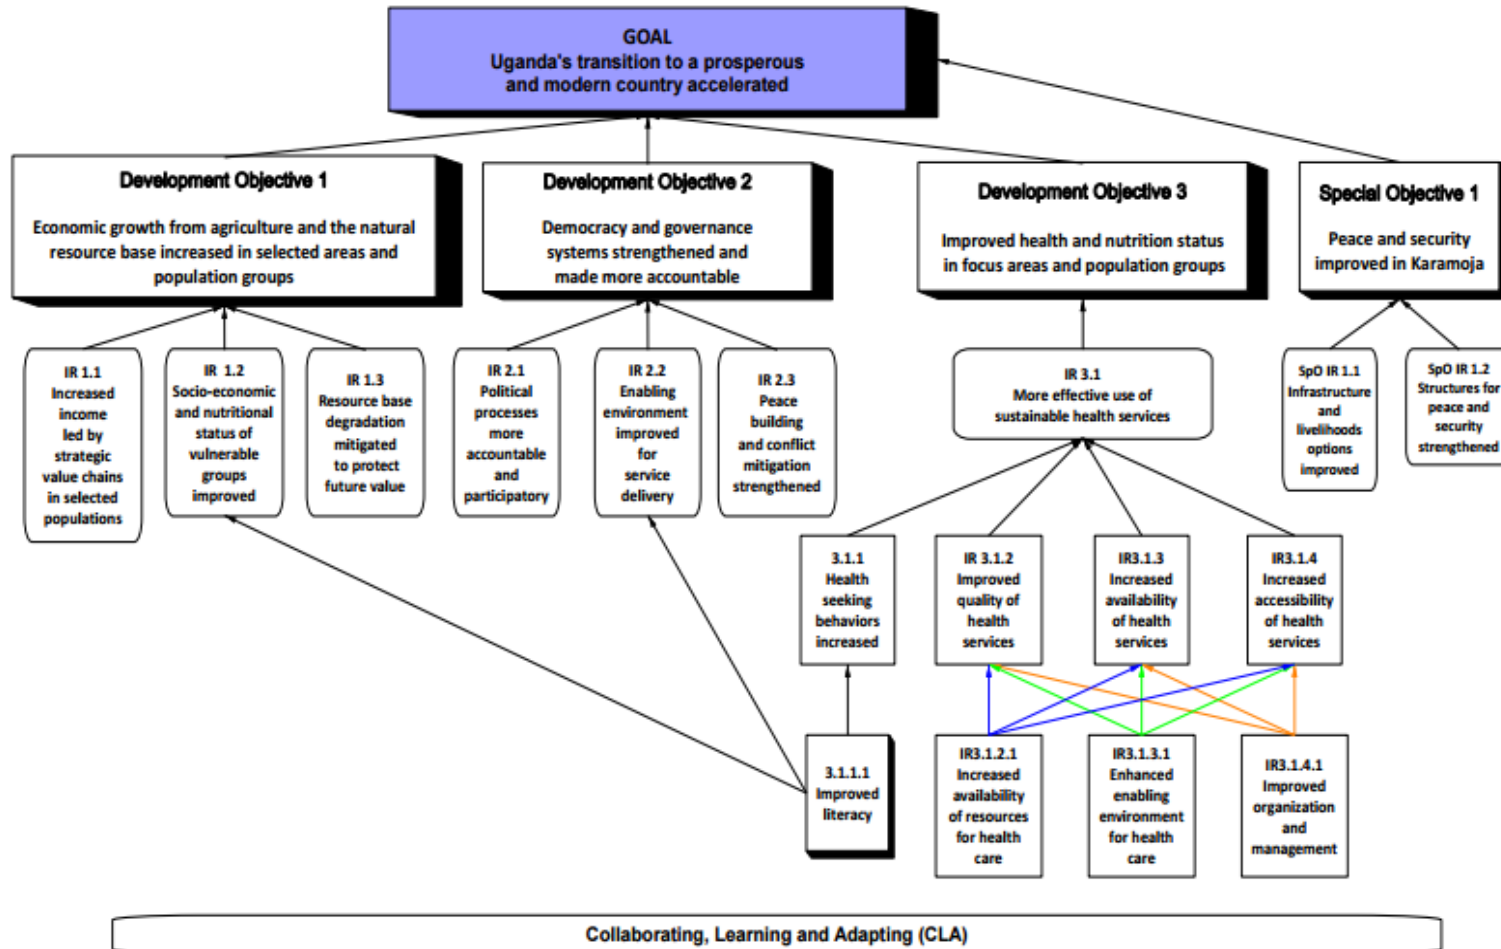 GOAL
Uganda's transition to a prosperous
and modern country accelerated
Development Objective 1
Economic growth from agriculture and the natural
resource base increased in selected areas and
population groups
Development Objective 2
Democracy and governance
systems strengthened and
made more accountable
Development Objective 3
Improved health and nutrition status
in focus areas and population groups
Special Objective 1
Peace and security
improved in Karamoja
IR 1.1
Increased
income
led by
strategic
value chains
in selected
populations
IR 1.2
Socio-economic
and nutritional
status of
vulnerable
groups
improved
IR 1.3
Resource base
degradation
mitigated
to protect
future value
IR 2.1
Political
processes
more
accountable
and
participatory
IR 2.2
Enabling
environment
improved
for
service
delivery
IR 2.3
Peace
building
and conflict
mitigation
strengthened
IR 3.1
More effective use of
sustainable health services
SpO IR 1.1
Infrastructure
and
livelihoods
options
improved
SpO IR 1.2
Structures for
peace and
security
strengthened
3.1.1
Health
seeking
behaviors
increased
IR 3.1.2
Improved
quality of
health
services
IR3.1.3
Increased
availability
of health
services
IR3.1.4
Increased
accessibility
of health
services
3.1.1.1
Improved
literacy
IR3.1.2.1
Increased
availability
of resources
for health
care
IR3.1.3.1
Enhanced
enabling
environment
for health
care
IR3.1.4.1
Improved
organization
and
management
Collaborating, Learning and Adapting (CLA)